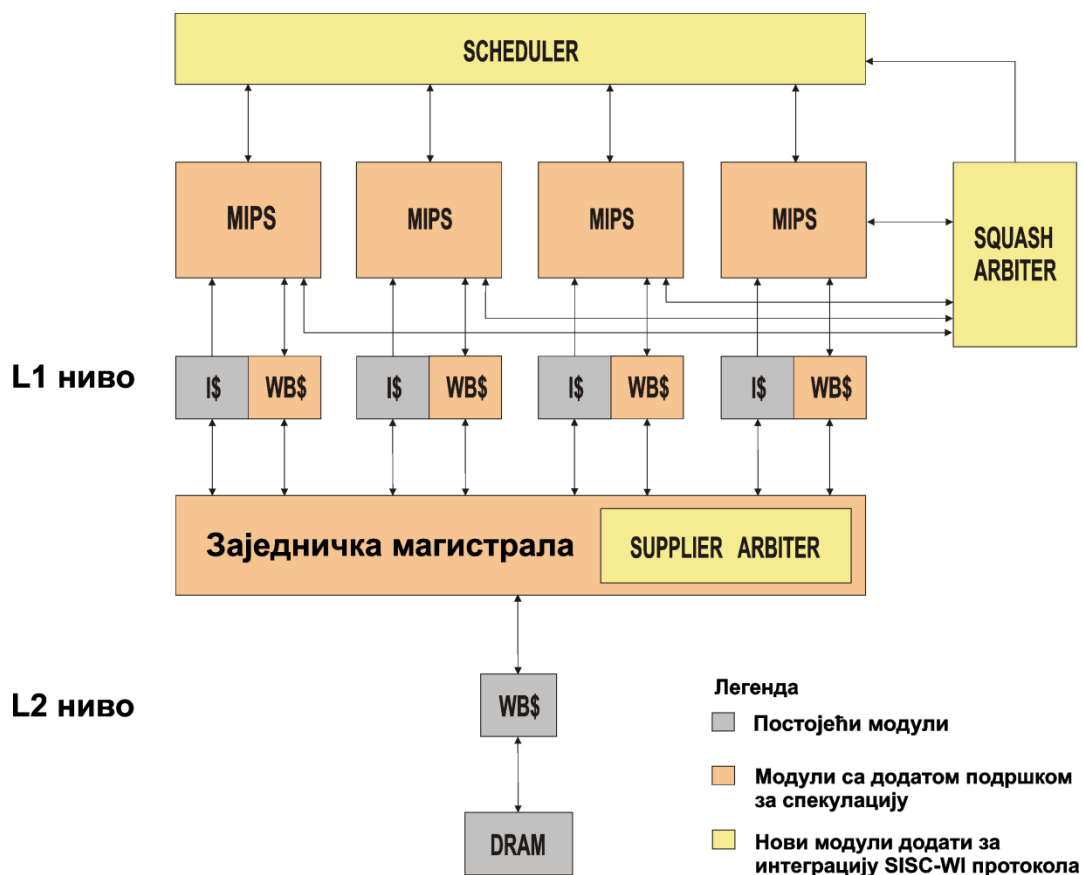 SCHEDULER
MIPS
MIPS
MIPS
MIPS
SQUASH
ARBITER
L1 ниво
I$
WB$
I$
WB$
I$
WB$
I$
WB$
Заједничка магистрала
SUPPLIER ARBITER
L2 ниво
WB$
DRAM
Легенда
Постојећи модули
Модули са додатом подршком
за спекулацију
Нови модули додати за
интеграцију SISC-WI протокола